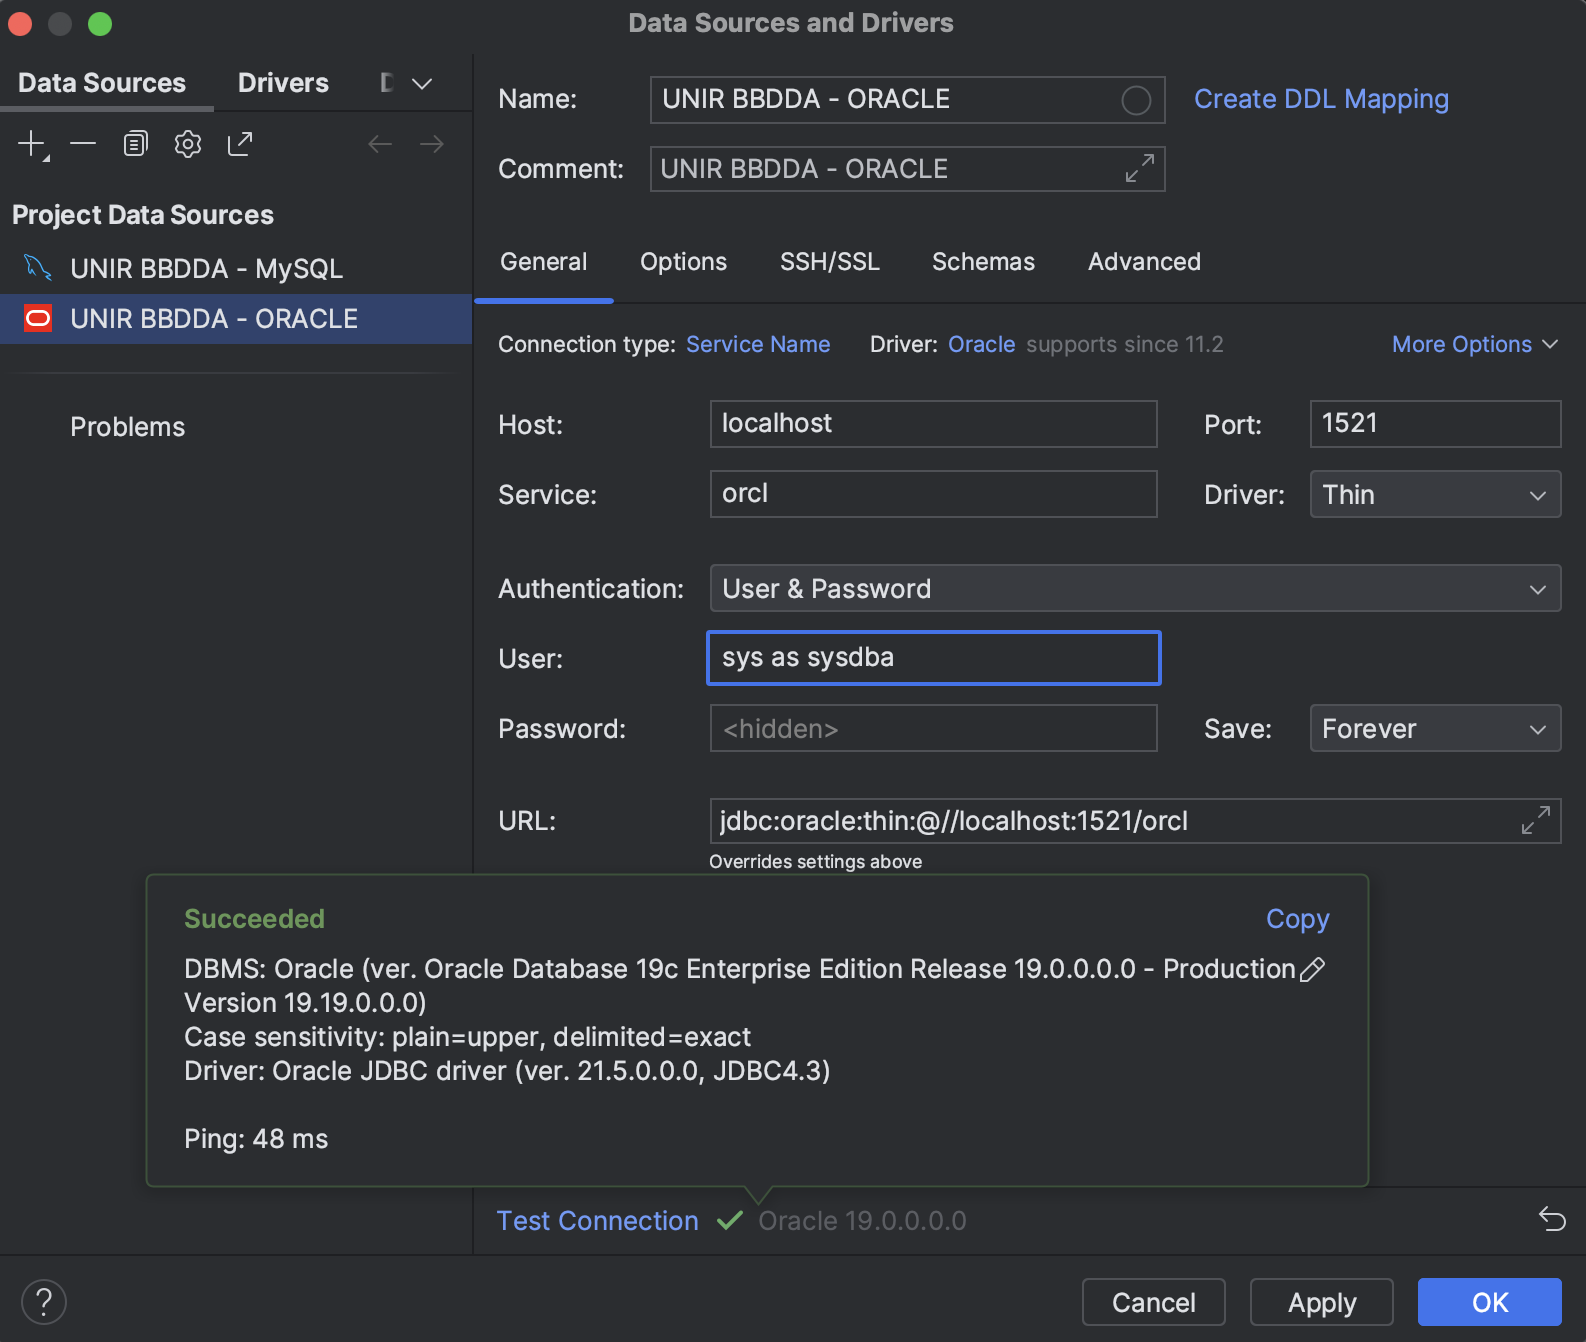 Data Sources and Drivers
Data Sources Drivers
Name: UNIR BBDDA - ORACLE Create DDL Mapping
Comment: UNIR BBDDA - ORACLE
Project Data Sources
UNIR BBDDA - MySQL
UNIR BBDDA - ORACLE
Problems
General Options SSH/SSL Schemas Advanced
Connection type: Service Name Driver: Oracle supports since 11.2 More Options
Host: localhost Port: 1521
Service: orcl Driver: Thin
Authentication: User & Password
User: sys as sysdba
Password: <hidden> Save: Forever
URL: jdbc:oracle:thin:@//localhost:1521/orcl
Overrides settings above
Succeeded Copy
DBMS: Oracle (ver. Oracle Database 19c Enterprise Edition Release 19.0.0.0.0 - Production
Version 19.19.0.0.0)
Case sensitivity: plain=upper, delimited=exact
Driver: Oracle JDBC driver (ver. 21.5.0.0.0, JDBC4.3)
Ping: 48 ms
Test Connection Oracle 19.0.0.0.0
? Cancel Apply OK